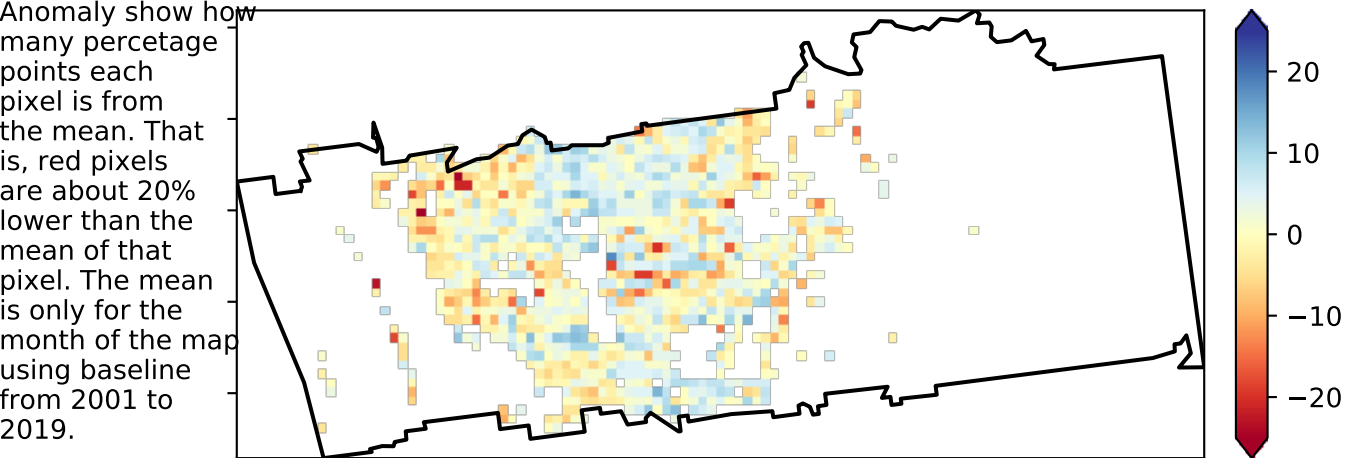 Anomaly show how
many percetage
points each
pixel is from
the mean. That
is, red pixels
are about 20%
lower than the
mean of that
pixel. The mean
is only for the
month of the map
using baseline
from 2001 to
2019.
20
10
0
−10
−20